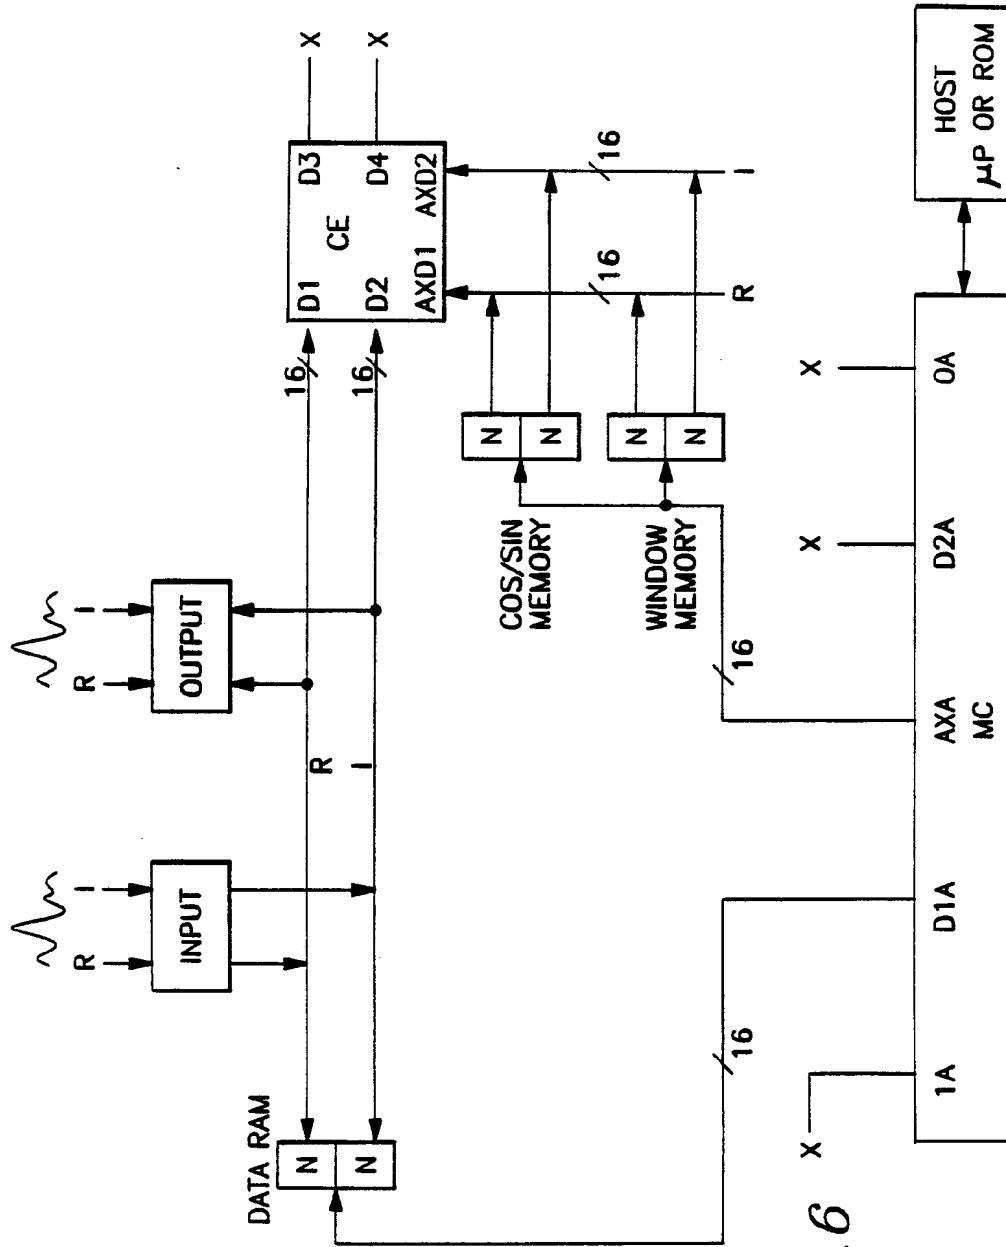 R I
INPUT
R I
OUTPUT
DATA RAM
N
N
R
I
16
16
D1 D3
CE
D2 D4
AXD1 AXD2
X
X
COS/SIN
MEMORY
N
N
16
16
WINDOW
MEMORY
N
N
R
I
16
16
X
X
X
1A
D1A
AXA
D2A
0A
MC
HOST
µP OR ROM
.6